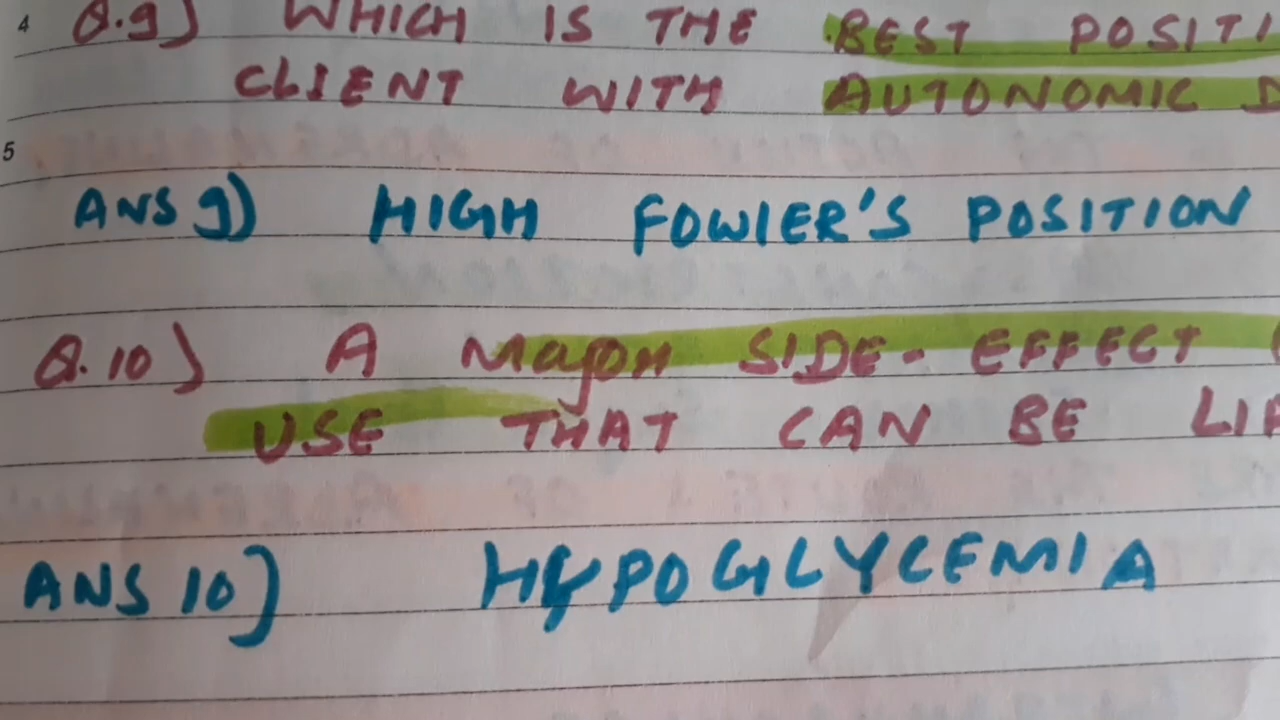 4 Q.9) WHICH IS THE BEST POSITI
CLIENT WITH AUTONOMIC D
5
ANS 9) HIGH FOWLER'S POSITION
Q.10) A Major SIDE-EFFECT
USE THAT CAN BE LIF
ANS 10) HYPOGLYCEMIA